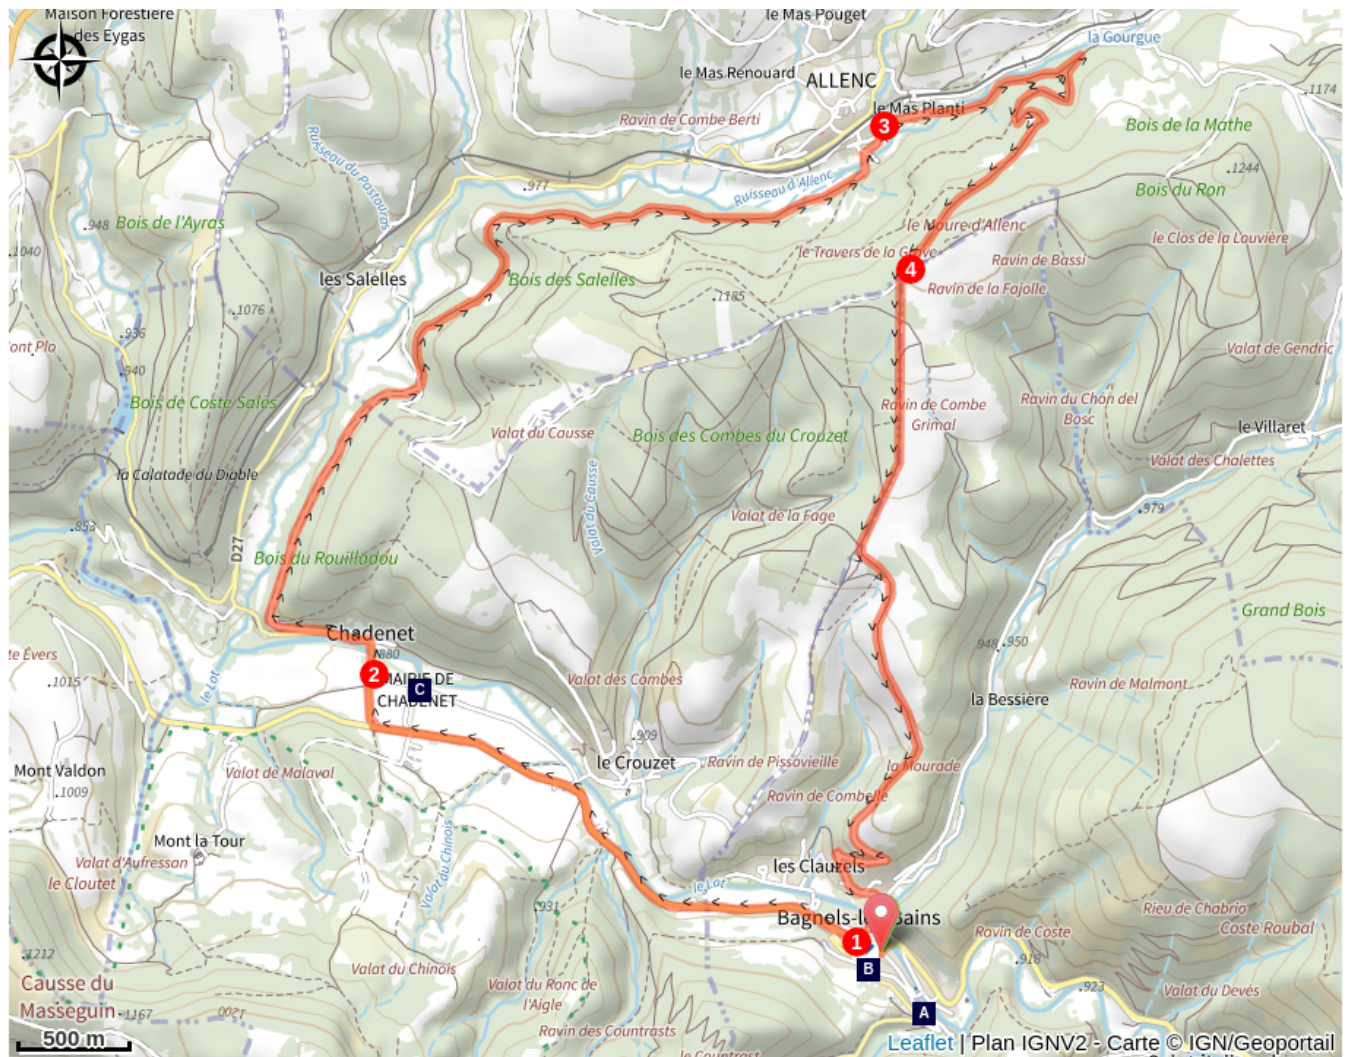 Maison Forestière
des Eygas
le Mas Pouget
la Gourgue
le Mas Renouard
ALLENC
1174
le Mas Planti
3
Ravin de Combe Berti
Bois de la Mathe
Ruisseau du Pastouras
1244
977
Ruisseau d'Allenc
Bois du Ron
948
Bois de l'Ayras
le Moure d'Allenc
le Clos de la Louvière
1040
le Travers de la Grave
Ravin de Bassi
4
les Salelles
Bois des Salelles
Ravin de la Fajolle
1185
1076
936
ont Pla
Valat de Gendric
940
Bois de Coste Sales
Ravin de Combe
Grimal
Ravin du Chon del
Bosc
Valat du Causse
Bois des Combes du Crouzet
le Villaret
Valat des Chalettes
la Calatade du Diable
Valat du Causse
979
853
Valat de la Fage
D27
Bois du Rouilladou
Grand Bois
Chadenet
948
950
te Évers
880
2
MAIRIE DE
CHADENET
C
1015
le Lot
Valat des Combes
Ravin de Malmont
la Bessière
909
le Crouzet
Ravin de Pissovieille
la Mourade
Mont Valdon
Valat de Malaval
1009
Ravin de Combelle
Mont la Tour
Valat du Chinois
Valat d'Aufressan
les Clauzels
le Cloutet
le Lot
931
Bagnols-les-Bains
Rieu de Chabrio
Coste Roubal
1
Ravin de Coste
1212
918
Valat du Chinois
B
Causse du
Masseguin
Valat du Ronc de
l'Aigle
923
Valat du Devès
1167
A
Ravin des Countrasts
500 m
Leaflet | Plan IGNV2 - Carte © IGN/Geoportail